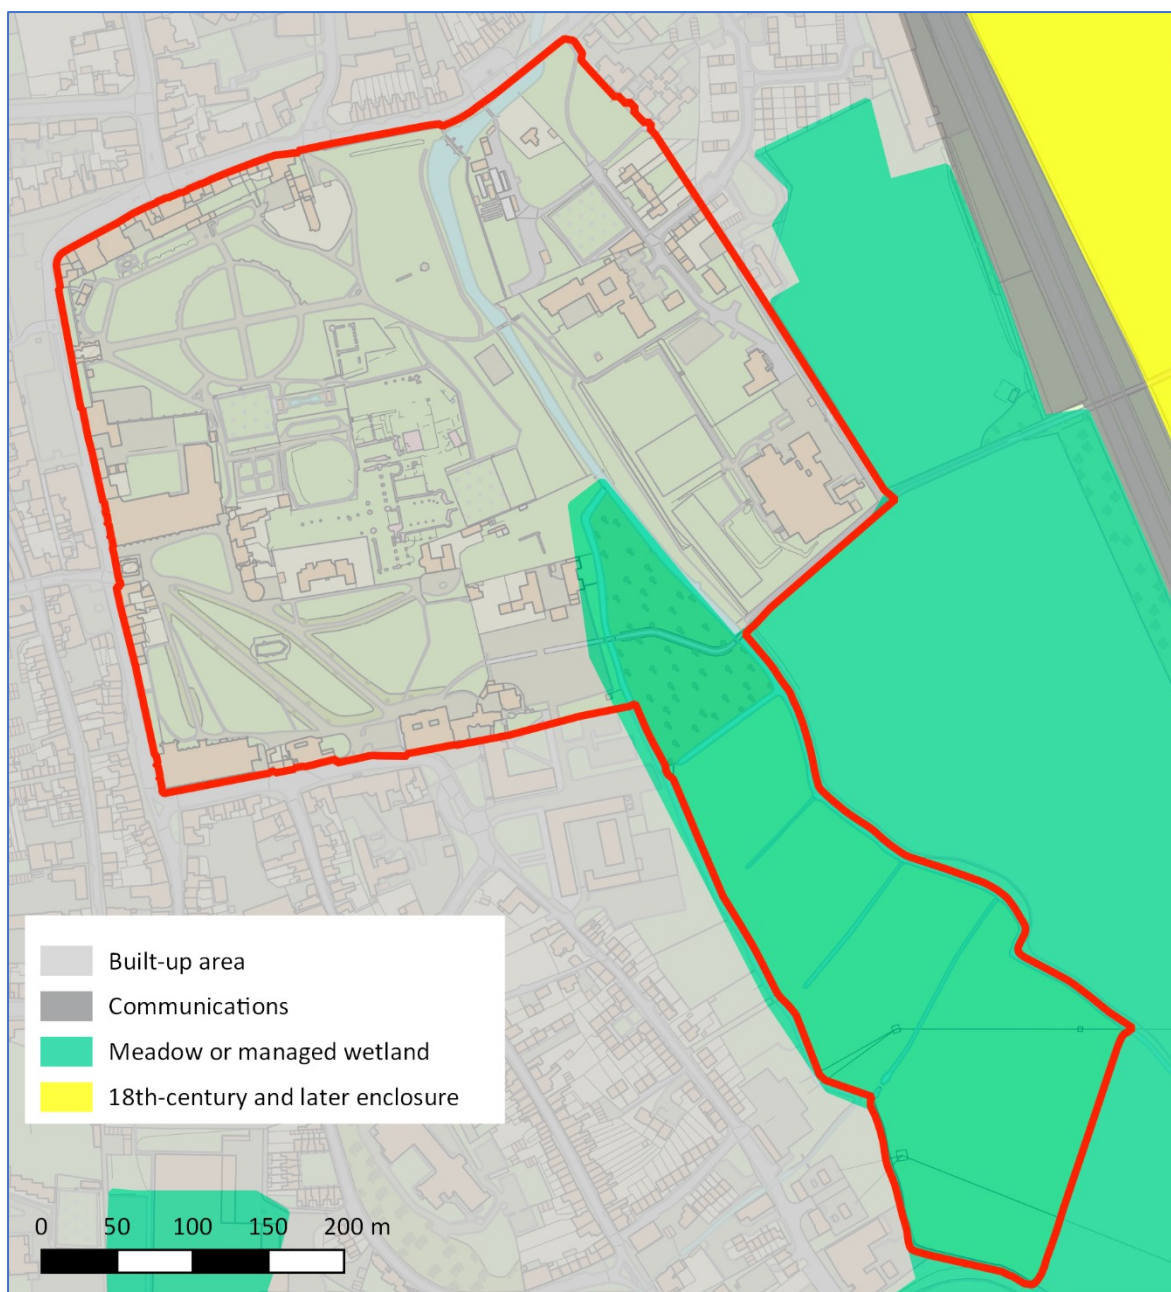 Built-up area
Communications
Meadow or managed wetland
18th-century and later enclosure
0 50 100 150 200 m